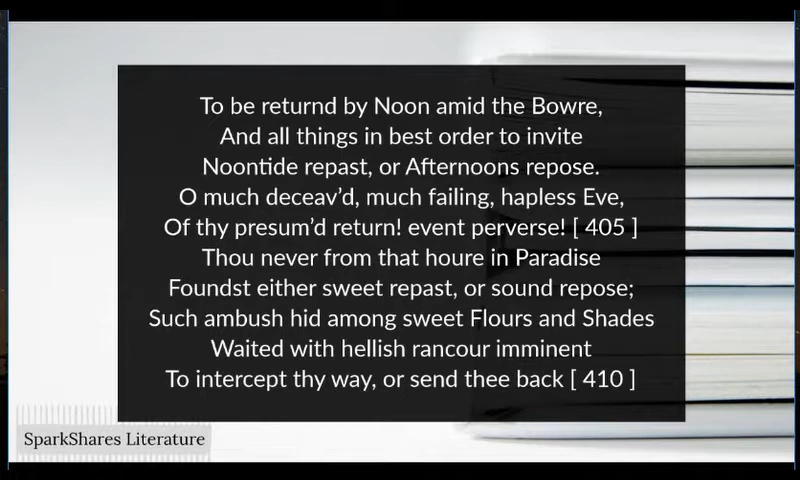 To be returnd by Noon amid the Bowre,
And all things in best order to invite
Noontide repast, or Afternoons repose.
O much deceav’d, much failing, hapless Eve,
Of thy presum’d return! event perverse! [ 405 ]
Thou never from that houre in Paradise
Foundst either sweet repast, or sound repose;
Such ambush hid among sweet Flours and Shades
Waited with hellish rancour imminent
To intercept thy way, or send thee back [ 410 ]
SparkShares Literature